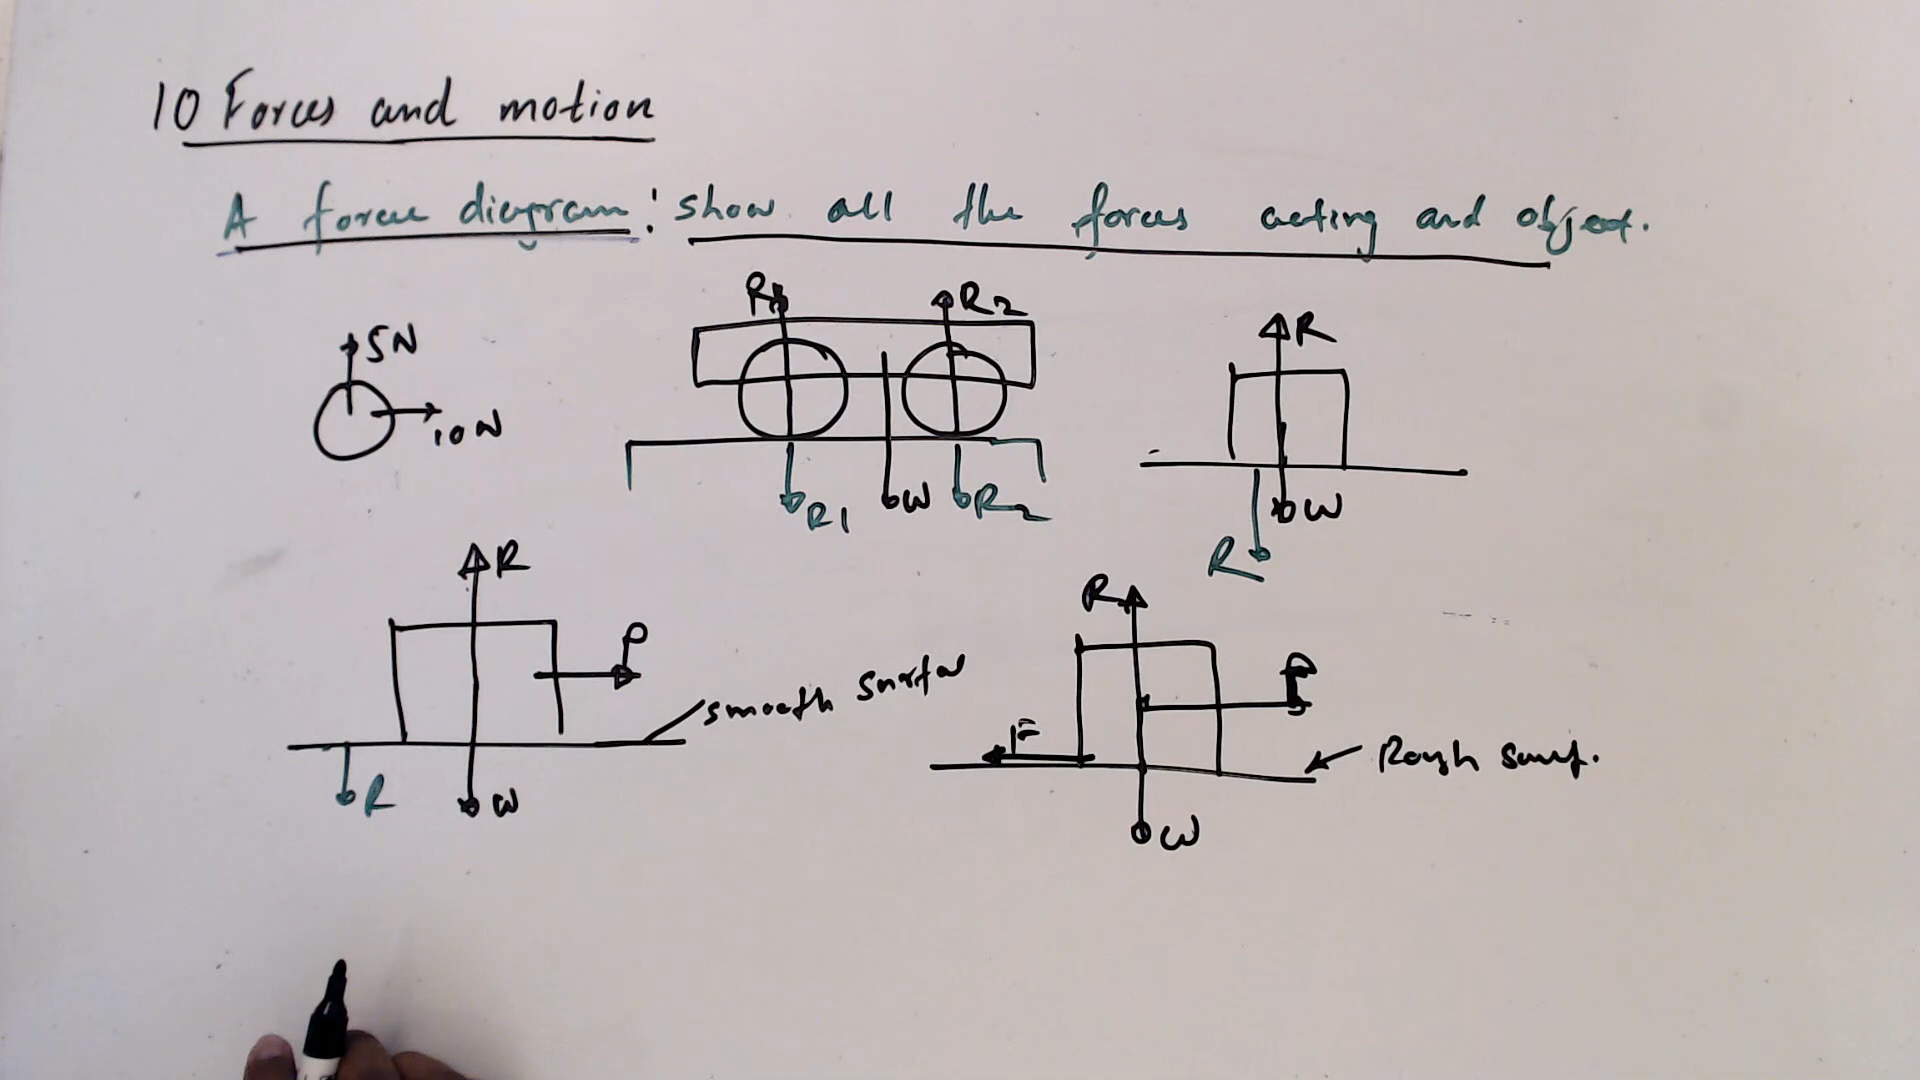 10 Forces and motion
A force diagram: show all the forces acting and object.
5N
10N
R1 R2
R1 W R2
R
W
R
R
P
smooth
R W
R
P
F
Rough surf.
W